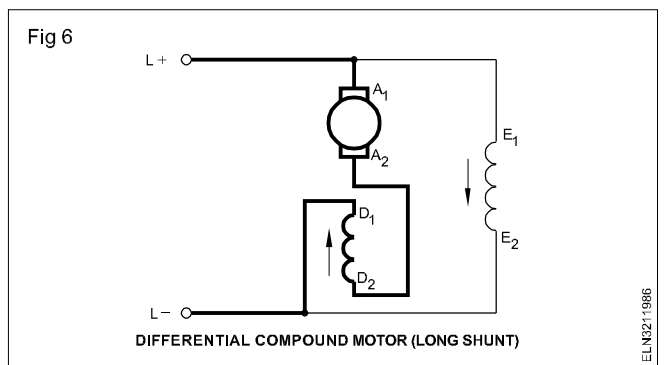 Fig 6
L +
A1
A2
E1
E2
D1
D2
L −
DIFFERENTIAL COMPOUND MOTOR (LONG SHUNT)
ELN3211986